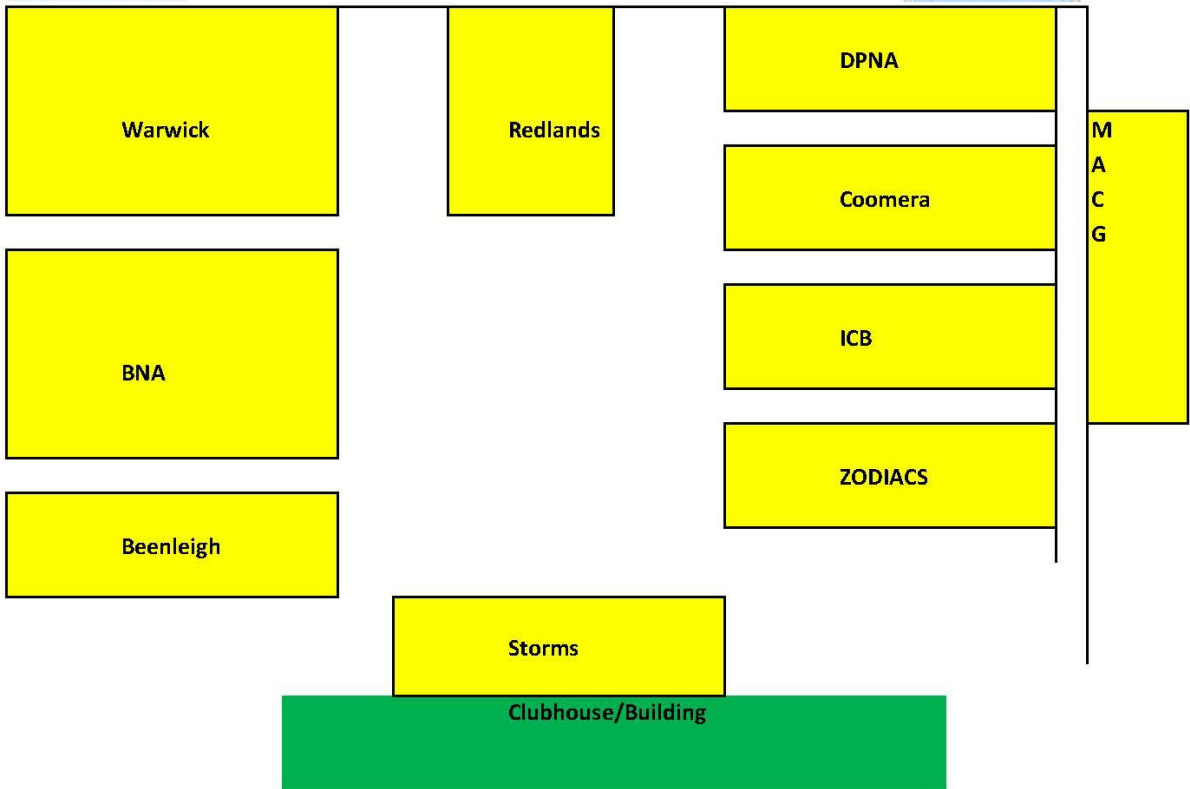 Warwick
Redlands
DPNA
Coomera
M
A
C
G
ICB
BNA
ZODIACS
Beenleigh
Storms
Clubhouse/Building